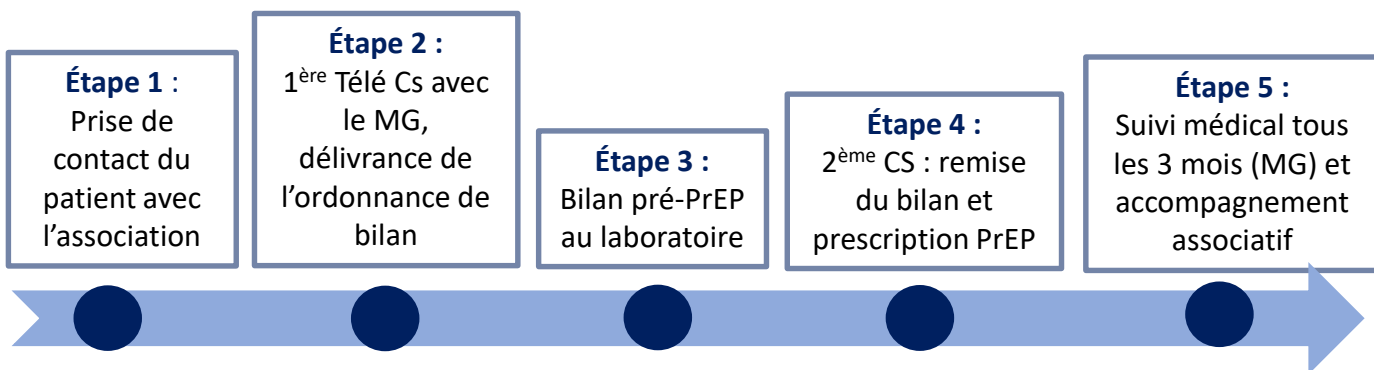 Étape 1 :
Prise de
contact du
patient avec
l’association
Étape 2 :
1ère Télé Cs avec
le MG,
délivrance de
l’ordonnance de
bilan
Étape 3 :
Bilan pré-PrEP
au laboratoire
Étape 4 :
2ème CS : remise
du bilan et
prescription PrEP
Étape 5 :
Suivi médical tous
les 3 mois (MG) et
accompagnement
associatif